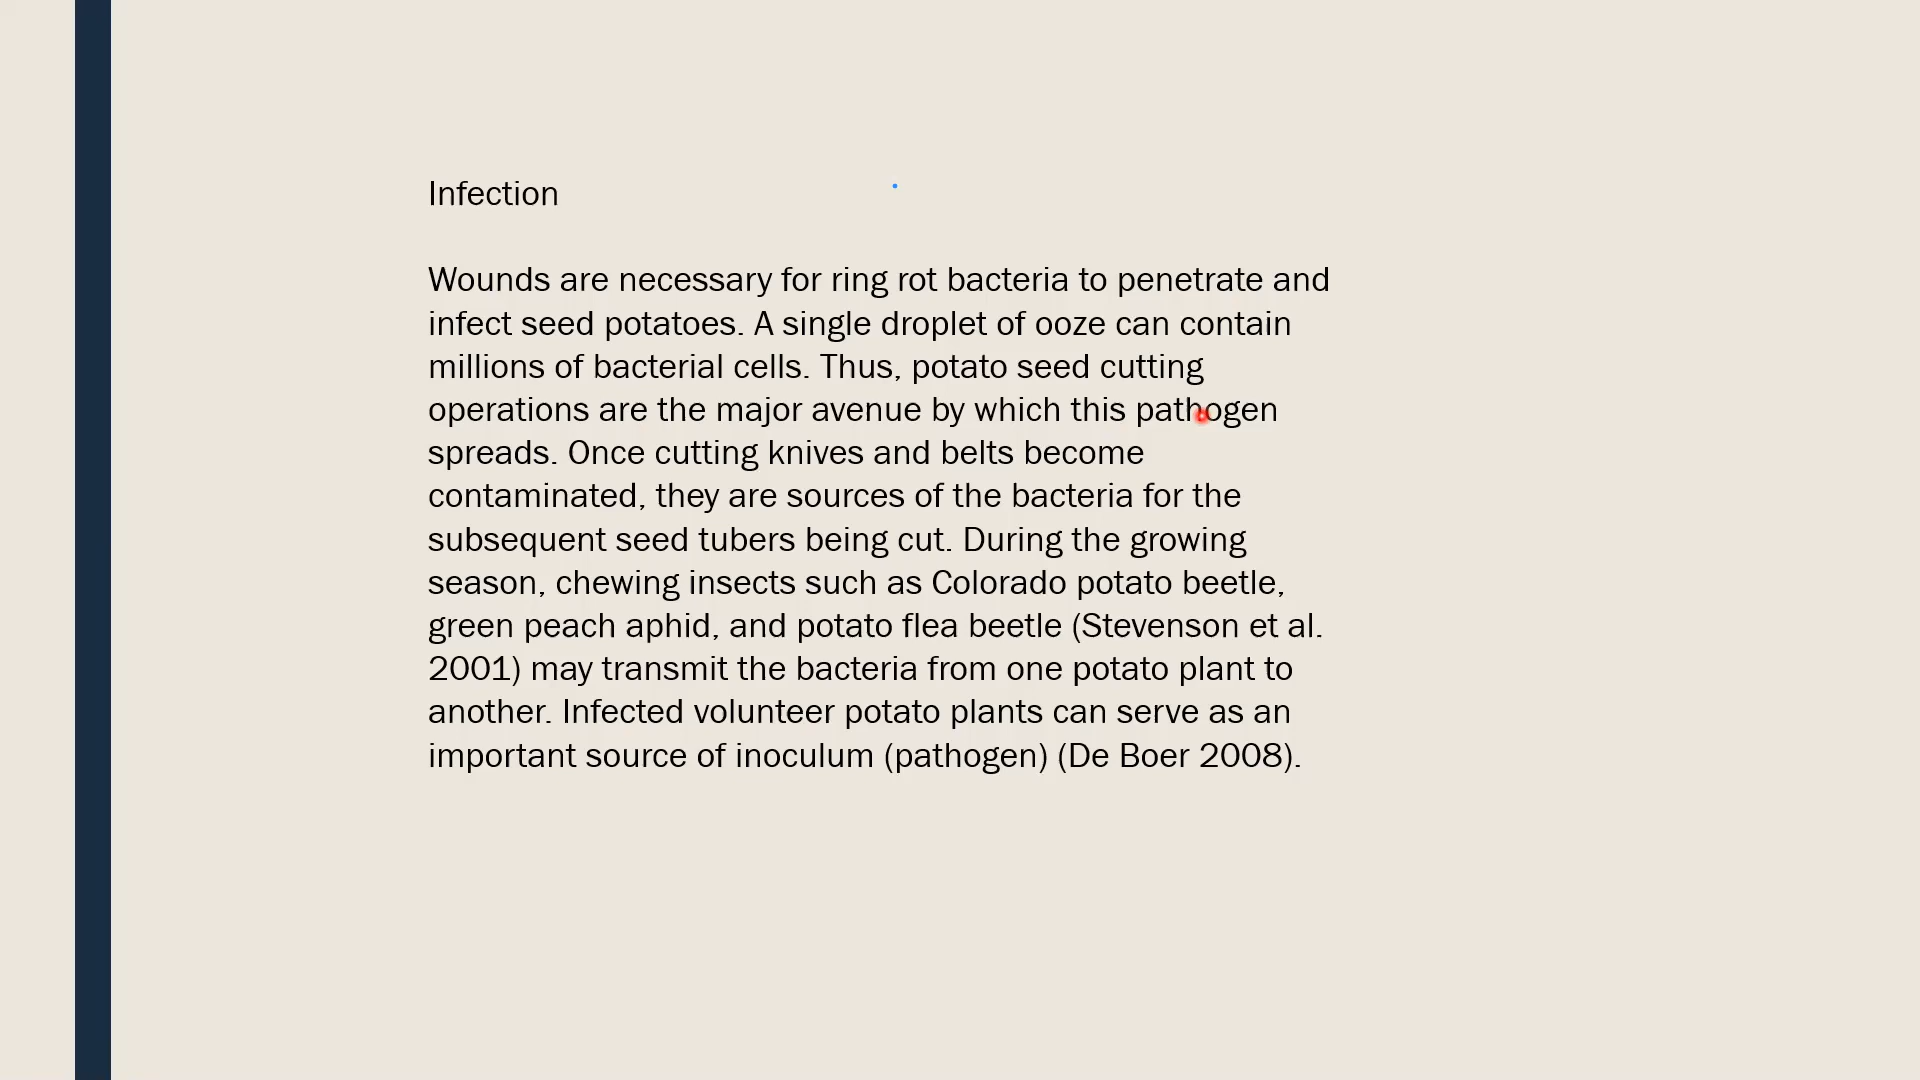 Infection
Wounds are necessary for ring rot bacteria to penetrate and
infect seed potatoes. A single droplet of ooze can contain
millions of bacterial cells. Thus, potato seed cutting
operations are the major avenue by which this pathogen
spreads. Once cutting knives and belts become
contaminated, they are sources of the bacteria for the
subsequent seed tubers being cut. During the growing
season, chewing insects such as Colorado potato beetle,
green peach aphid, and potato flea beetle (Stevenson et al.
2001) may transmit the bacteria from one potato plant to
another. Infected volunteer potato plants can serve as an
important source of inoculum (pathogen) (De Boer 2008).